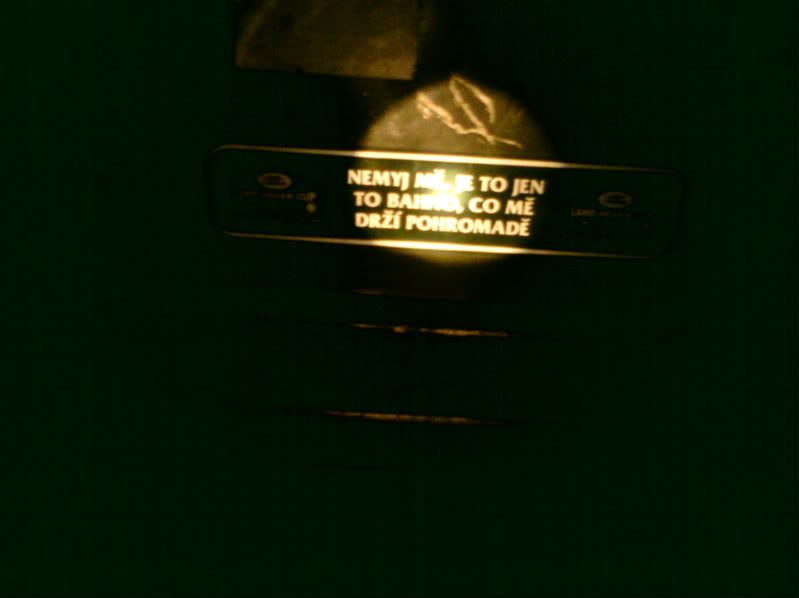 NEMYJ MĚ, JE TO JEN
TO BAHNO, CO MĚ
DRŽÍ POHROMADĚ